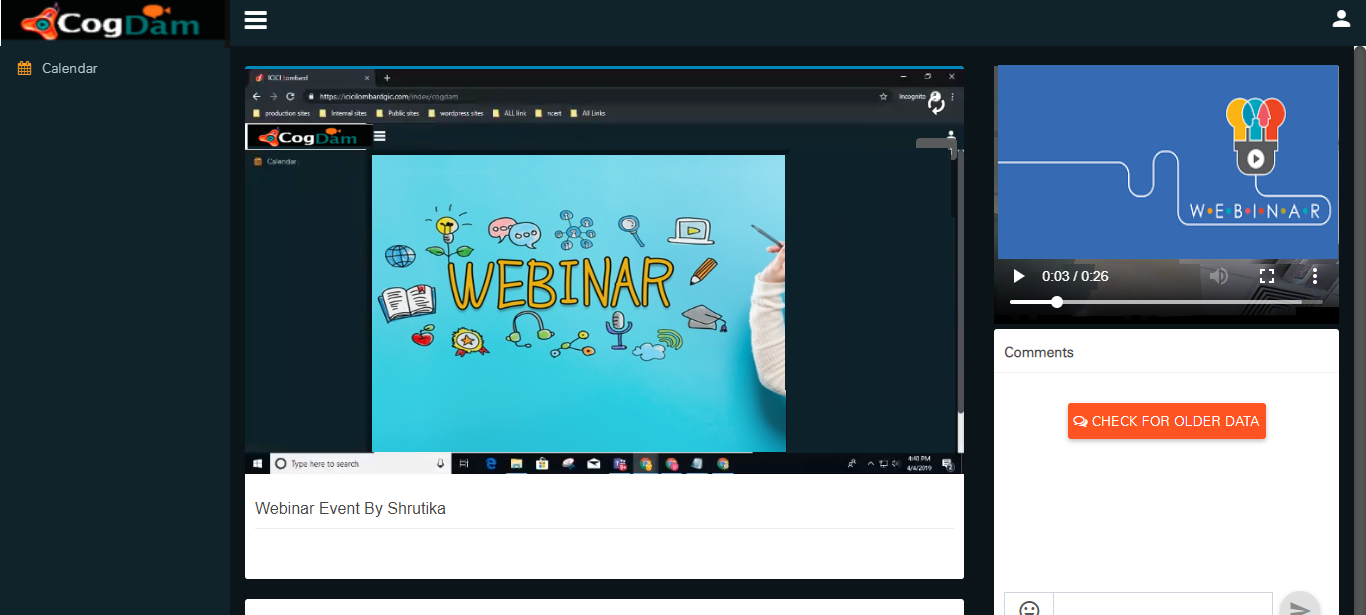 CogDam
Calendar
ICICI Lombard
https://icicilombardgic.com/index/cogdam
Incognito
production sites
Internal sites
Public sites
wordpress sites
ALL link
ncert
All Links
CogDam
Calendar
WEBINAR
Type here to search
4:40 PM
4/4/2019
Webinar Event By Shrutika
W•E•B•I•N•A•R
0:03 / 0:26
Comments
CHECK FOR OLDER DATA